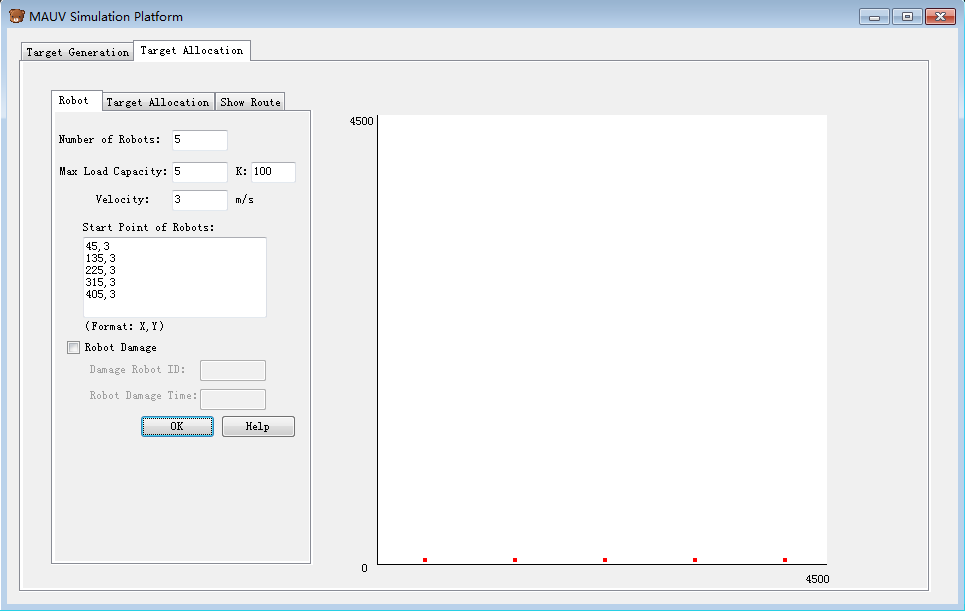 MAUV Simulation Platform
Target Generation
Target Allocation
Robot
Target Allocation
Show Route
Number of Robots: 5
Max Load Capacity: 5 K: 100
Velocity: 3 m/s
Start Point of Robots:
45,3
135,3
225,3
315,3
405,3
(Format: X,Y)
Robot Damage
Damage Robot ID:
Robot Damage Time:
OK
Help
4500
0
4500